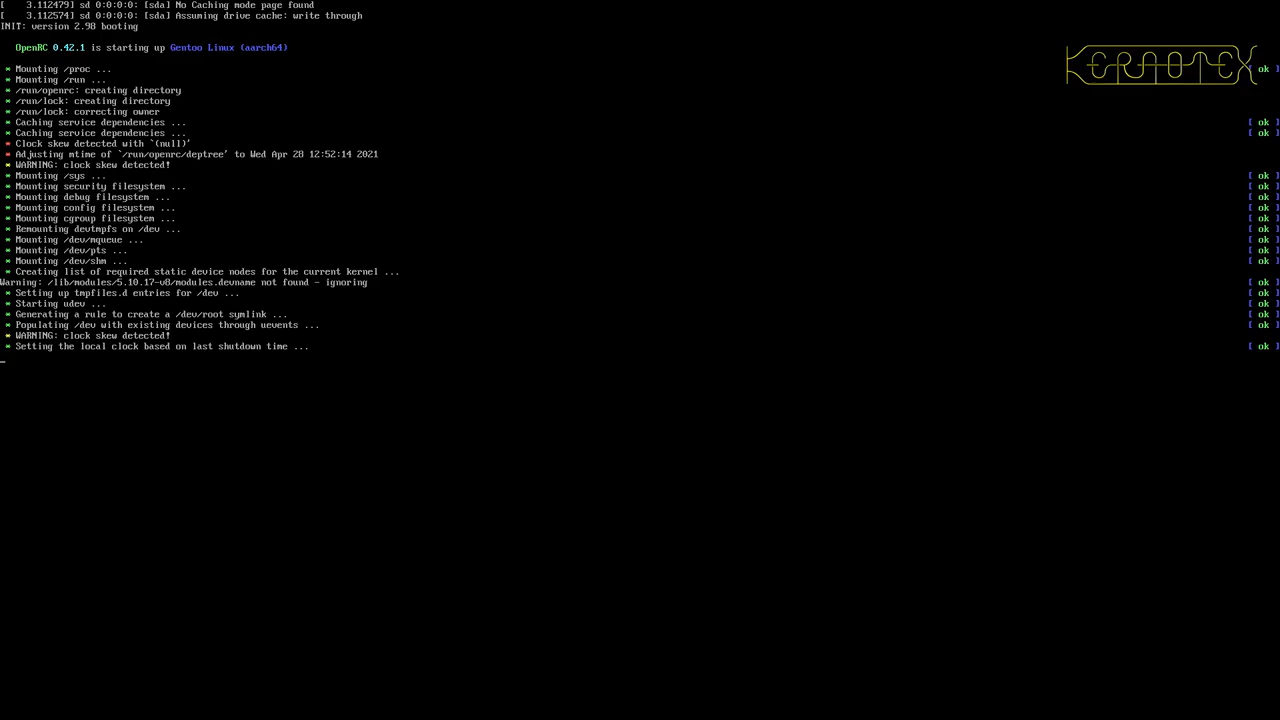 [    3.112479] sd 0:0:0:0: [sda] No Caching mode page found
[    3.112574] sd 0:0:0:0: [sda] Assuming drive cache: write through
INIT: version 2.98 booting
OpenRC 0.42.1 is starting up Gentoo Linux (aarch64)
KERNOTEX
* Mounting /proc ... [ ok ]
* Mounting /run ...
* /run/openrc: creating directory
* /run/lock: creating directory
* /run/lock: correcting owner
* Caching service dependencies ... [ ok ]
* Caching service dependencies ... [ ok ]
* Clock skew detected with `(null)'
* Adjusting mtime of `/run/openrc/deptree' to Wed Apr 28 12:52:14 2021
* WARNING: clock skew detected!
* Mounting /sys ... [ ok ]
* Mounting security filesystem ... [ ok ]
* Mounting debug filesystem ... [ ok ]
* Mounting config filesystem ... [ ok ]
* Mounting cgroup filesystem ... [ ok ]
* Remounting devtmpfs on /dev ... [ ok ]
* Mounting /dev/mqueue ... [ ok ]
* Mounting /dev/pts ... [ ok ]
* Mounting /dev/shm ... [ ok ]
* Creating list of required static device nodes for the current kernel ...
Warning: /lib/modules/5.10.17-v8/modules.devname not found - ignoring [ ok ]
* Setting up tmpfiles.d entries for /dev ... [ ok ]
* Starting udev ... [ ok ]
* Generating a rule to create a /dev/root symlink ... [ ok ]
* Populating /dev with existing devices through uevents ... [ ok ]
* WARNING: clock skew detected!
* Setting the local clock based on last shutdown time ... [ ok ]